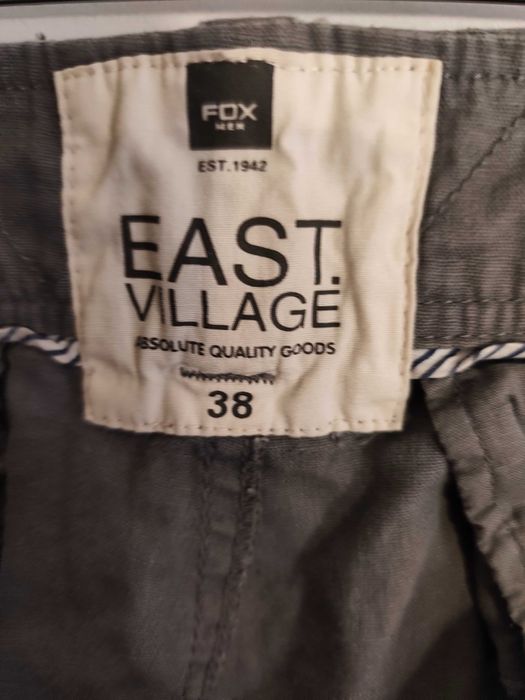 FOX
MEN
EST.1942
EAST.
VILLAGE
ABSOLUTE QUALITY GOODS
38